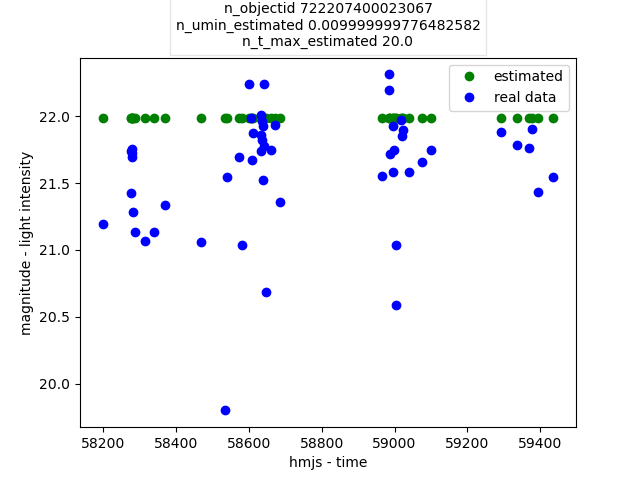 n_objectid 722207400023067
n_umin_estimated 0.009999999776482582
n_t_max_estimated 20.0
estimated
real data
magnitude - light intensity
22.0
21.5
21.0
20.5
20.0
58200 58400 58600 58800 59000 59200 59400
hmjs - time